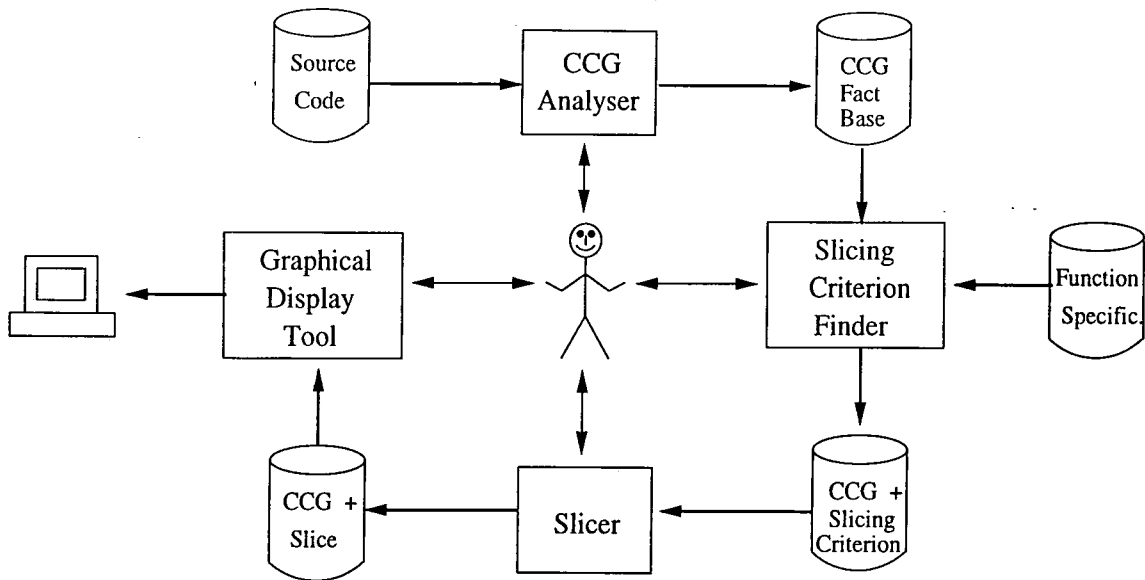 Source
Code
CCG
Analyser
CCG
Fact
Base
Graphical
Display
Tool
Slicing
Criterion
Finder
Function
Specific.
CCG +
Slice
Slicer
CCG +
Slicing
Criterion